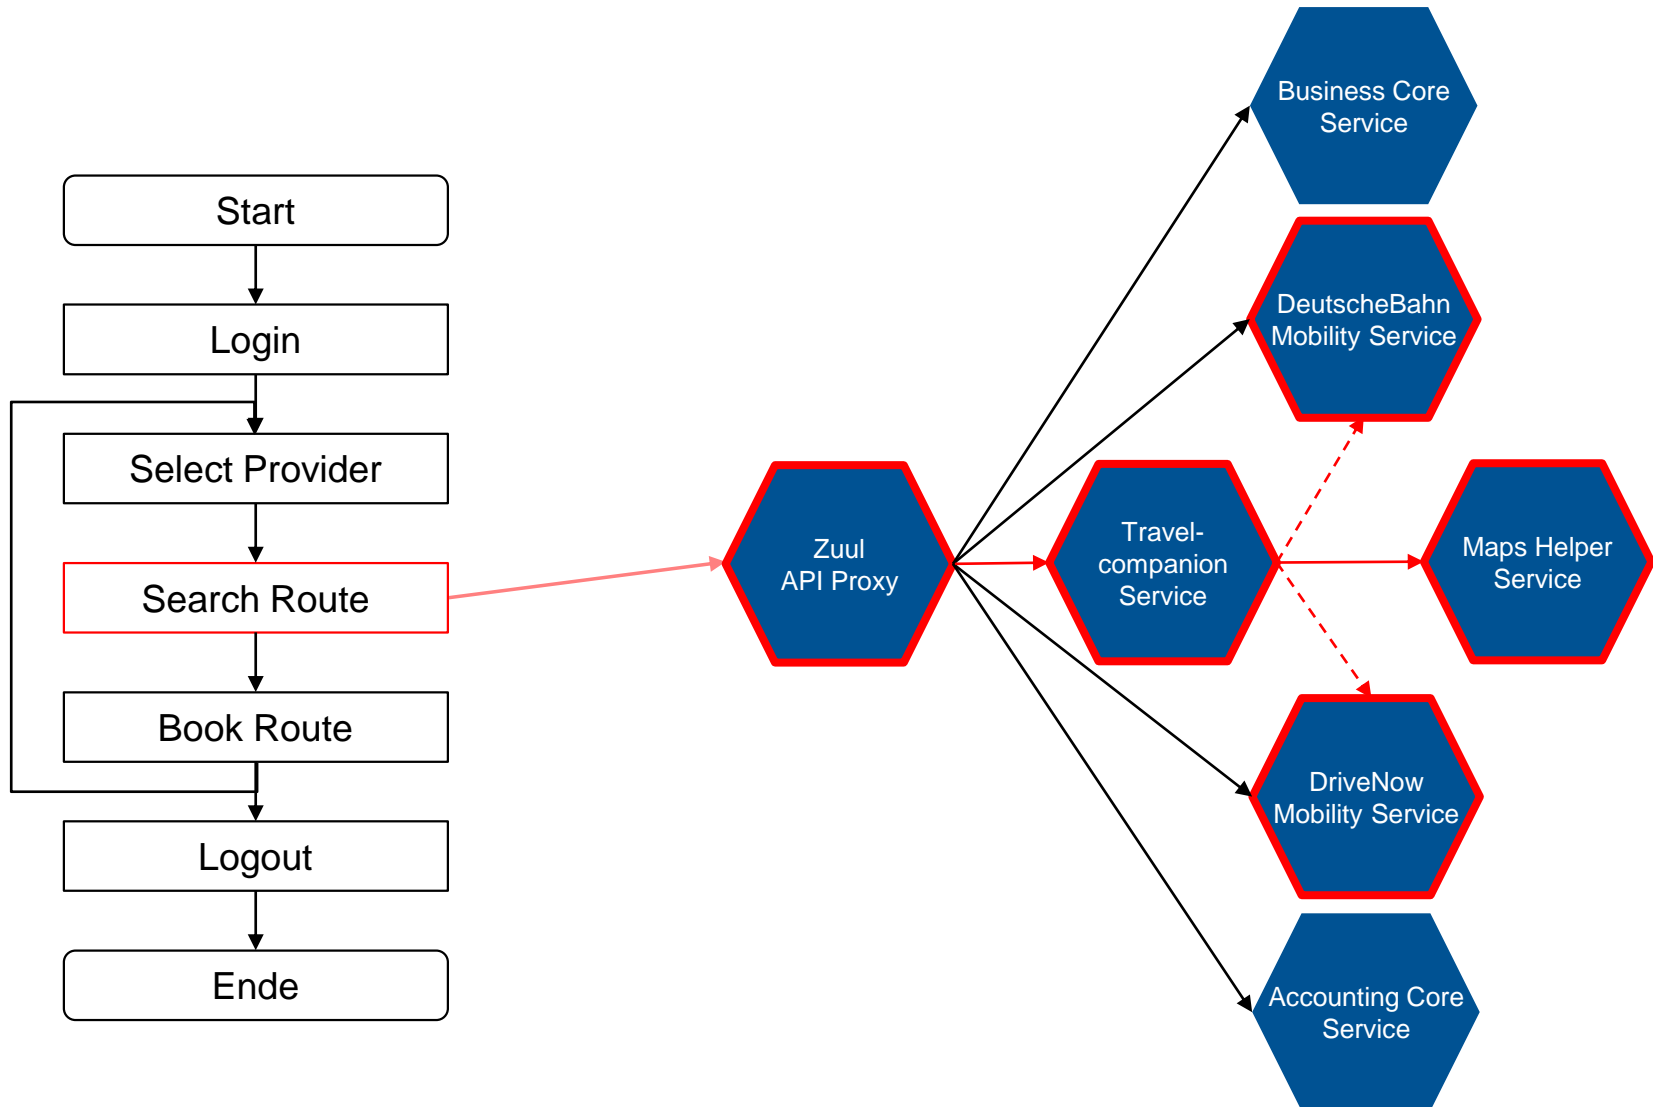 Start
Login
Select Provider
Search Route
Book Route
Logout
Ende
Zuul
API Proxy
Travel-
companion
Service
Business Core
Service
DeutscheBahn
Mobility Service
Maps Helper
Service
DriveNow
Mobility Service
Accounting Core
Service